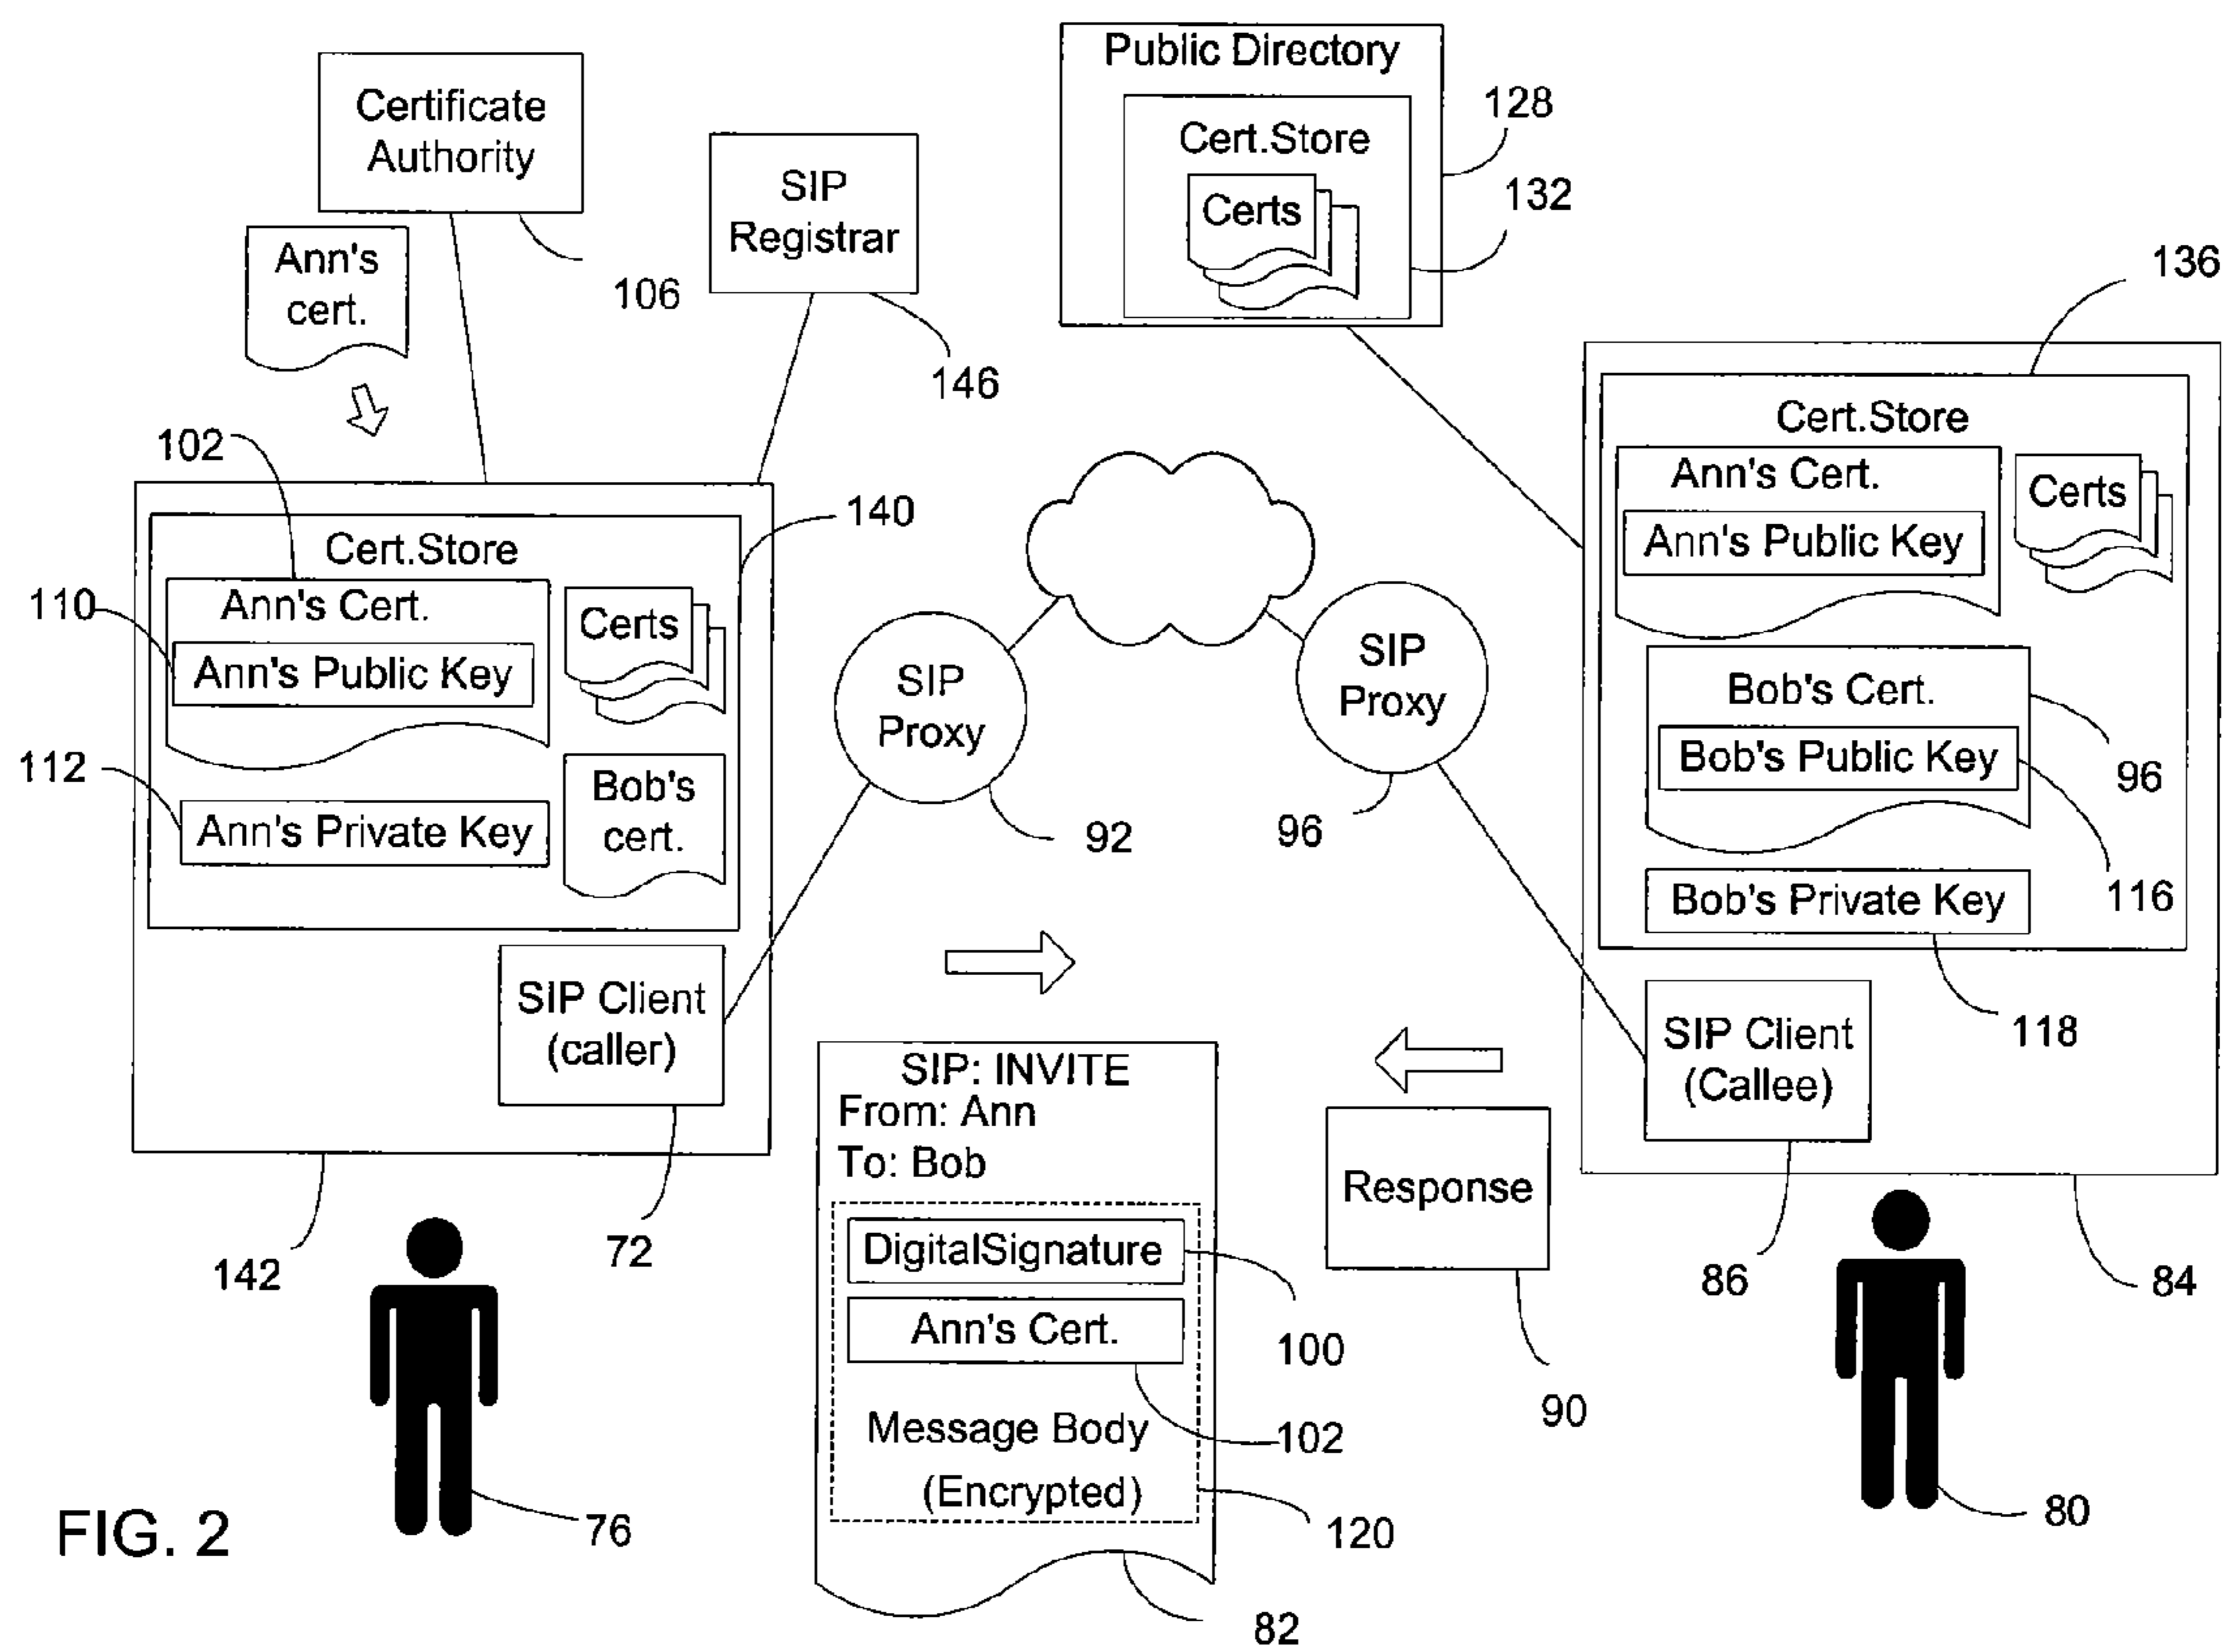 Certificate
Authority
106
Ann's
cert.
SIP
Registrar
146
Public Directory
Cert.Store
Certs
128
132
136
102
140
Cert.Store
Ann's Cert.
110
Ann's Public Key
Certs
112
Ann's Private Key
Bob's
cert.
SIP Client
(caller)
72
142
76
SIP
Proxy
92
SIP
Proxy
96
Cert.Store
Ann's Cert.
Ann's Public Key
Certs
Bob's Cert.
Bob's Public Key
96
116
Bob's Private Key
118
SIP Client
(Callee)
86
84
80
SIP: INVITE
From: Ann
To: Bob
DigitalSignature
100
Ann's Cert.
102
Message Body
(Encrypted)
120
82
Response
90
FIG. 2